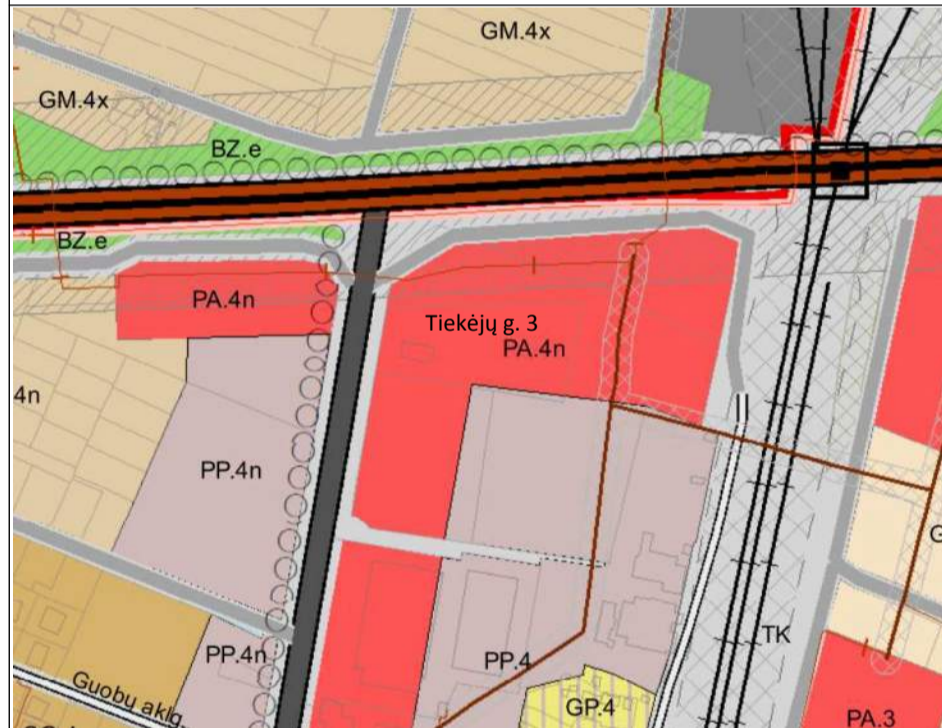 GM.4x
GM.4x
BZ.e
BZ.e
PA.4n
Tiekėjų g. 3
PA.4n
4n
PP.4n
PP.4n
PP.4
TK
Guobų aklg.
GP.4
PA.3